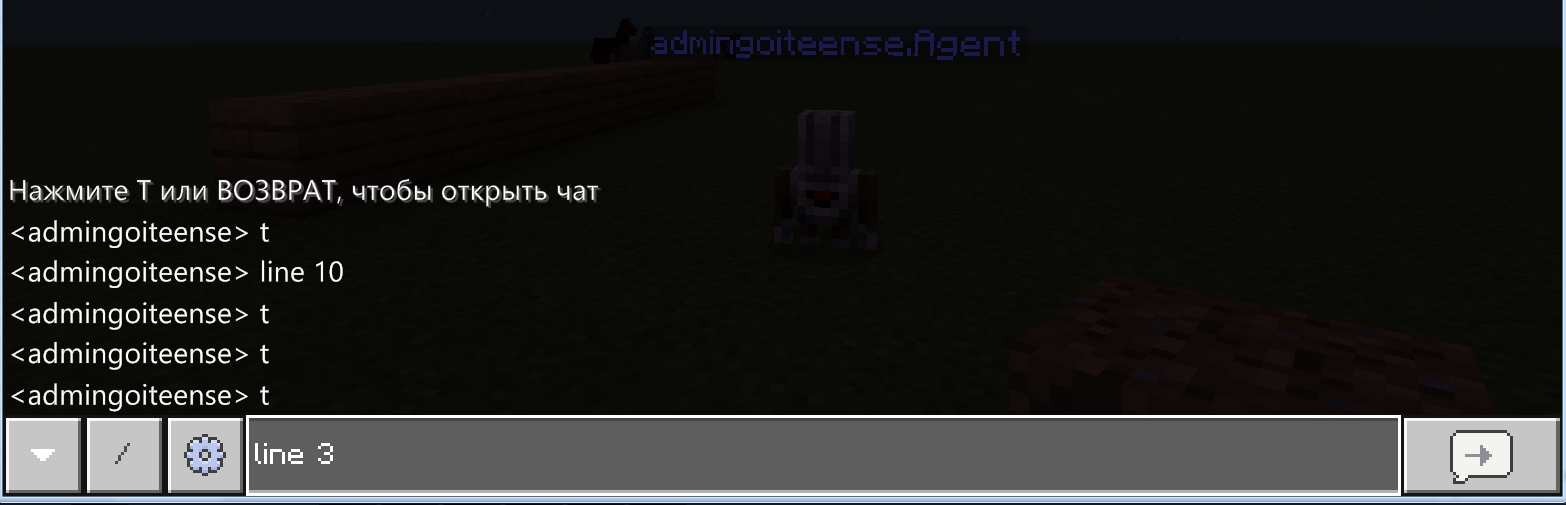 admingoiteense.Agent
Нажмите T или ВОЗВРАТ, чтобы открыть чат
<admingoiteense> t
<admingoiteense> line 10
<admingoiteense> t
<admingoiteense> t
<admingoiteense> t
/
line 3